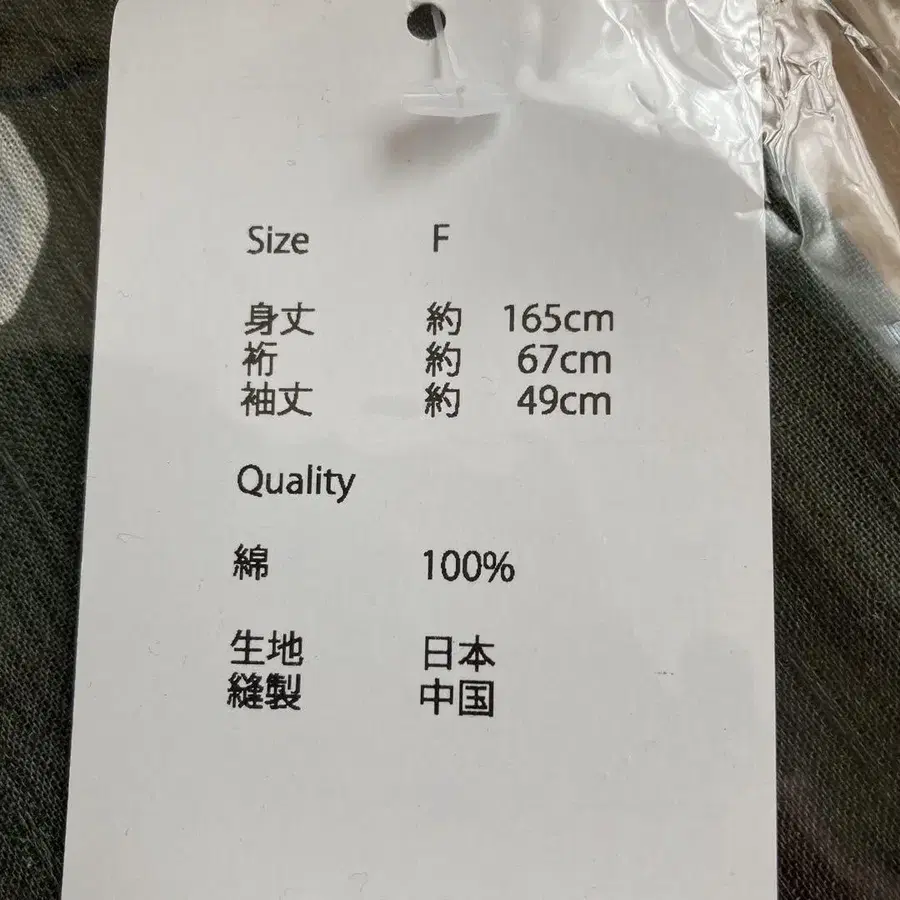 Size F
身丈 約 165cm
裄 約 67cm
袖丈 約 49cm
Quality
綿 100%
生地 日本
縫製 中国